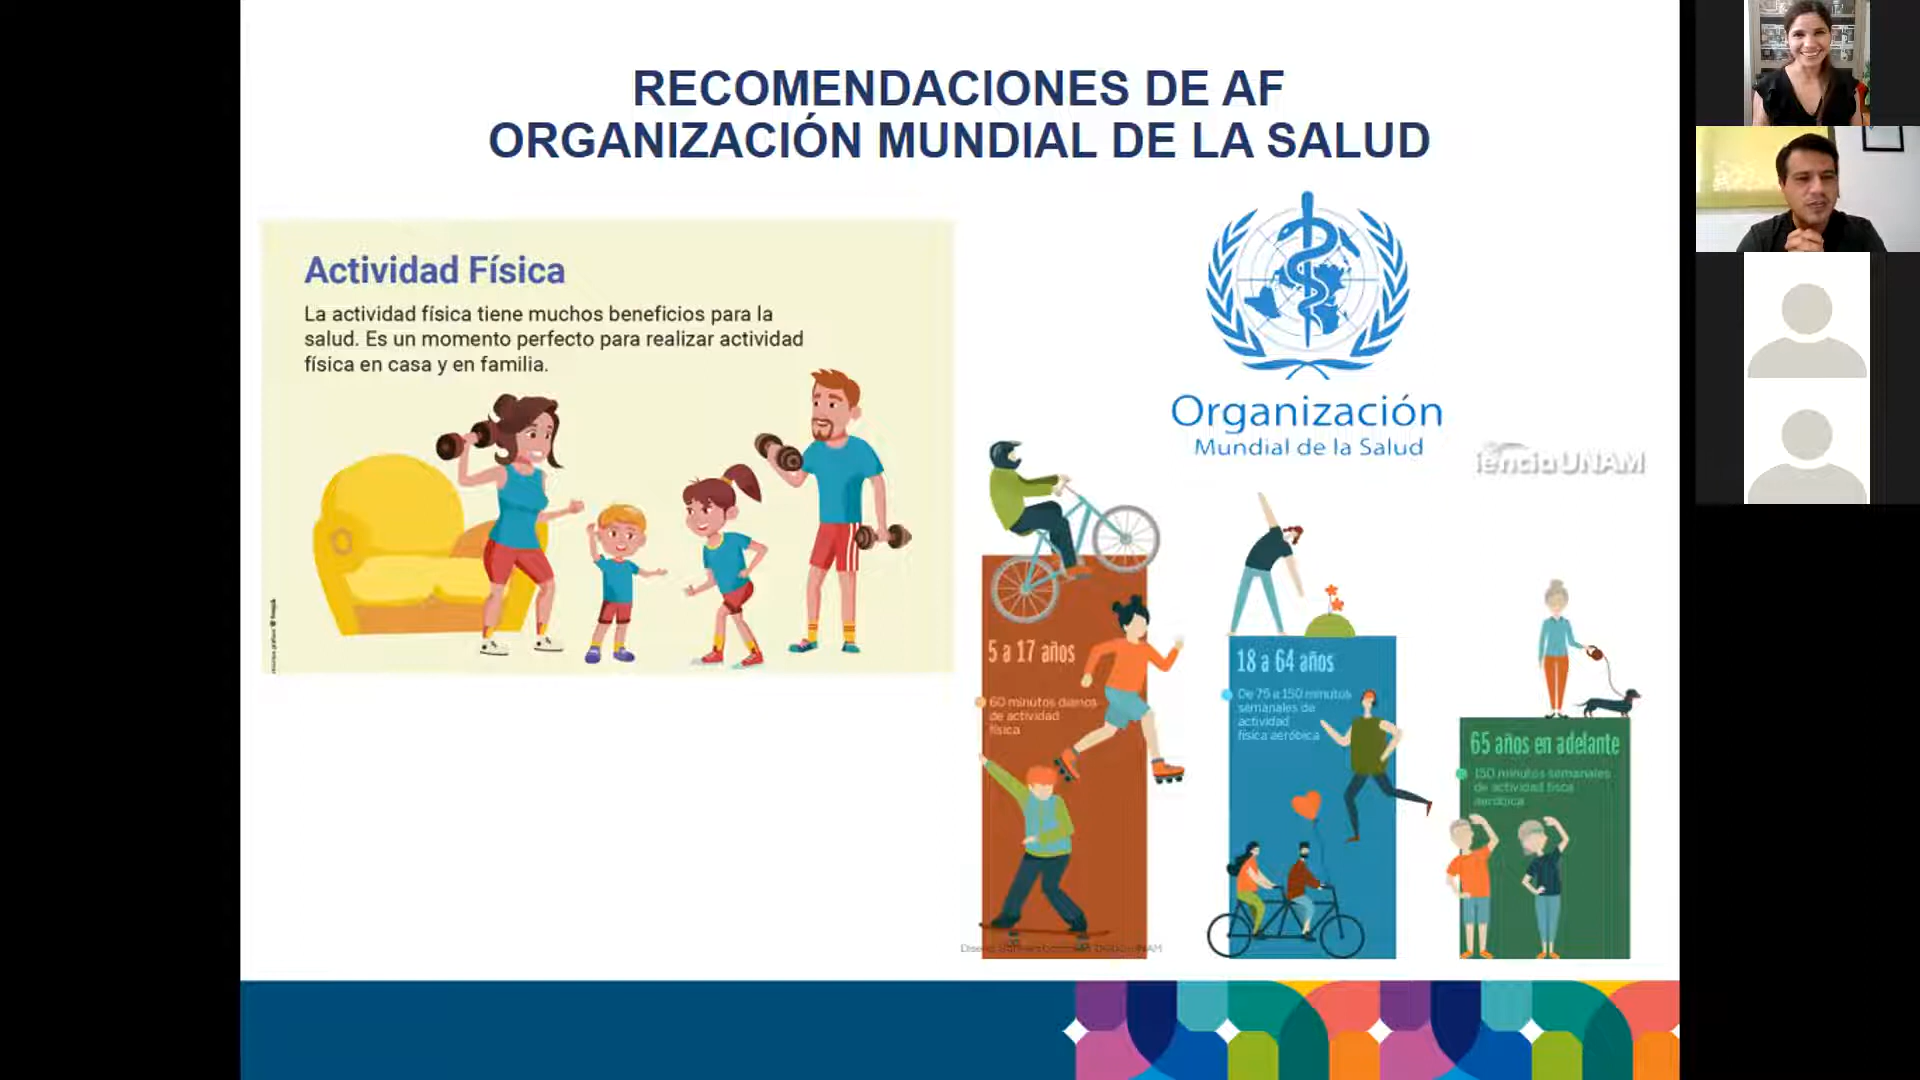 RECOMENDACIONES DE AF
ORGANIZACIÓN MUNDIAL DE LA SALUD
Actividad Física
La actividad física tiene muchos beneficios para la
salud. Es un momento perfecto para realizar actividad
física en casa y en familia.
Organización
Mundial de la Salud
ienciaUNAM
5 a 17 años
60 minutos diarios
de actividad
física
18 a 64 años
De 75 a 150 minutos
semanales de
actividad
física aeróbica
65 años en adelante
150 minutos semanales
de actividad física
aeróbica